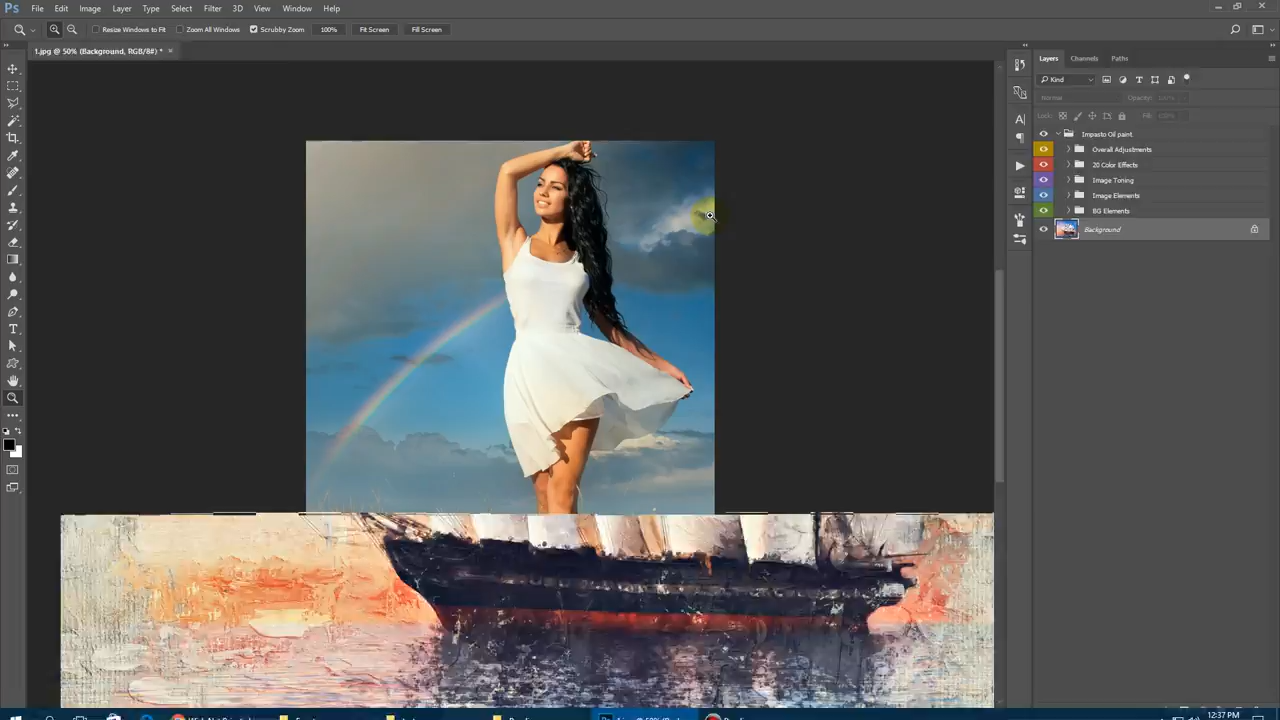 Ps File Edit Image Layer Type Select Filter 3D View Window Help
Resize Windows to Fit Zoom All Windows Scrubby Zoom 100% Fit Screen Fill Screen
1.jpg @ 50% (Background, RGB/8#) * ×
Layers Channels Paths
Kind
Normal Opacity: 100%
Lock: Fill: 100%
Impasto Oil paint
Overall Adjustments
20 Color Effects
Image Toning
Image Elements
BG Elements
Background
12:37 PM